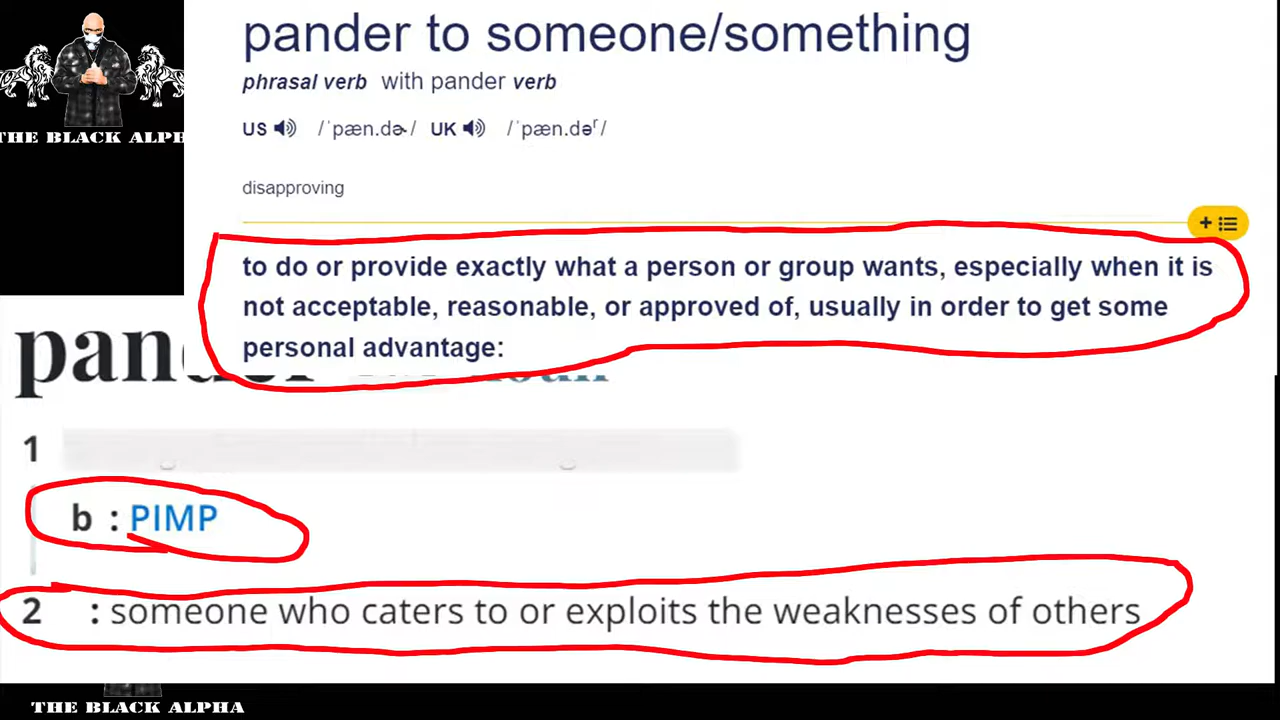 pander to someone/something
phrasal verb with pander verb
US /ˈpæn.dɚ/ UK /ˈpæn.dər/
THE BLACK ALPH
disapproving
to do or provide exactly what a person or group wants, especially when it is
not acceptable, reasonable, or approved of, usually in order to get some
personal advantage:
pander noun
1
b : PIMP
2 : someone who caters to or exploits the weaknesses of others
THE BLACK ALPHA